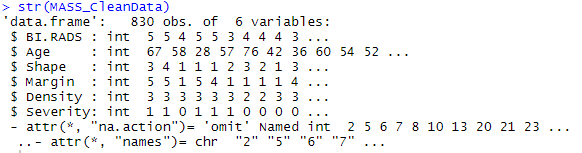 > str(MASS_CleanData)
'data.frame':   830 obs. of  6 variables:
 $ BI.RADS : int  5 5 4 5 5 3 4 4 4 3 ...
 $ Age     : int  67 58 28 57 76 42 36 60 54 52 ...
 $ Shape   : int  3 4 1 1 1 2 3 2 1 3 ...
 $ Margin  : int  5 5 1 5 4 1 1 1 1 4 ...
 $ Density : int  3 3 3 3 3 3 2 2 3 3 ...
 $ Severity: int  1 1 0 1 1 1 0 0 0 0 ...
 - attr(*, "na.action")= 'omit' Named int  2 5 6 7 8 10 13 20 21 23 ...
  ..- attr(*, "names")= chr  "2" "5" "6" "7" ...